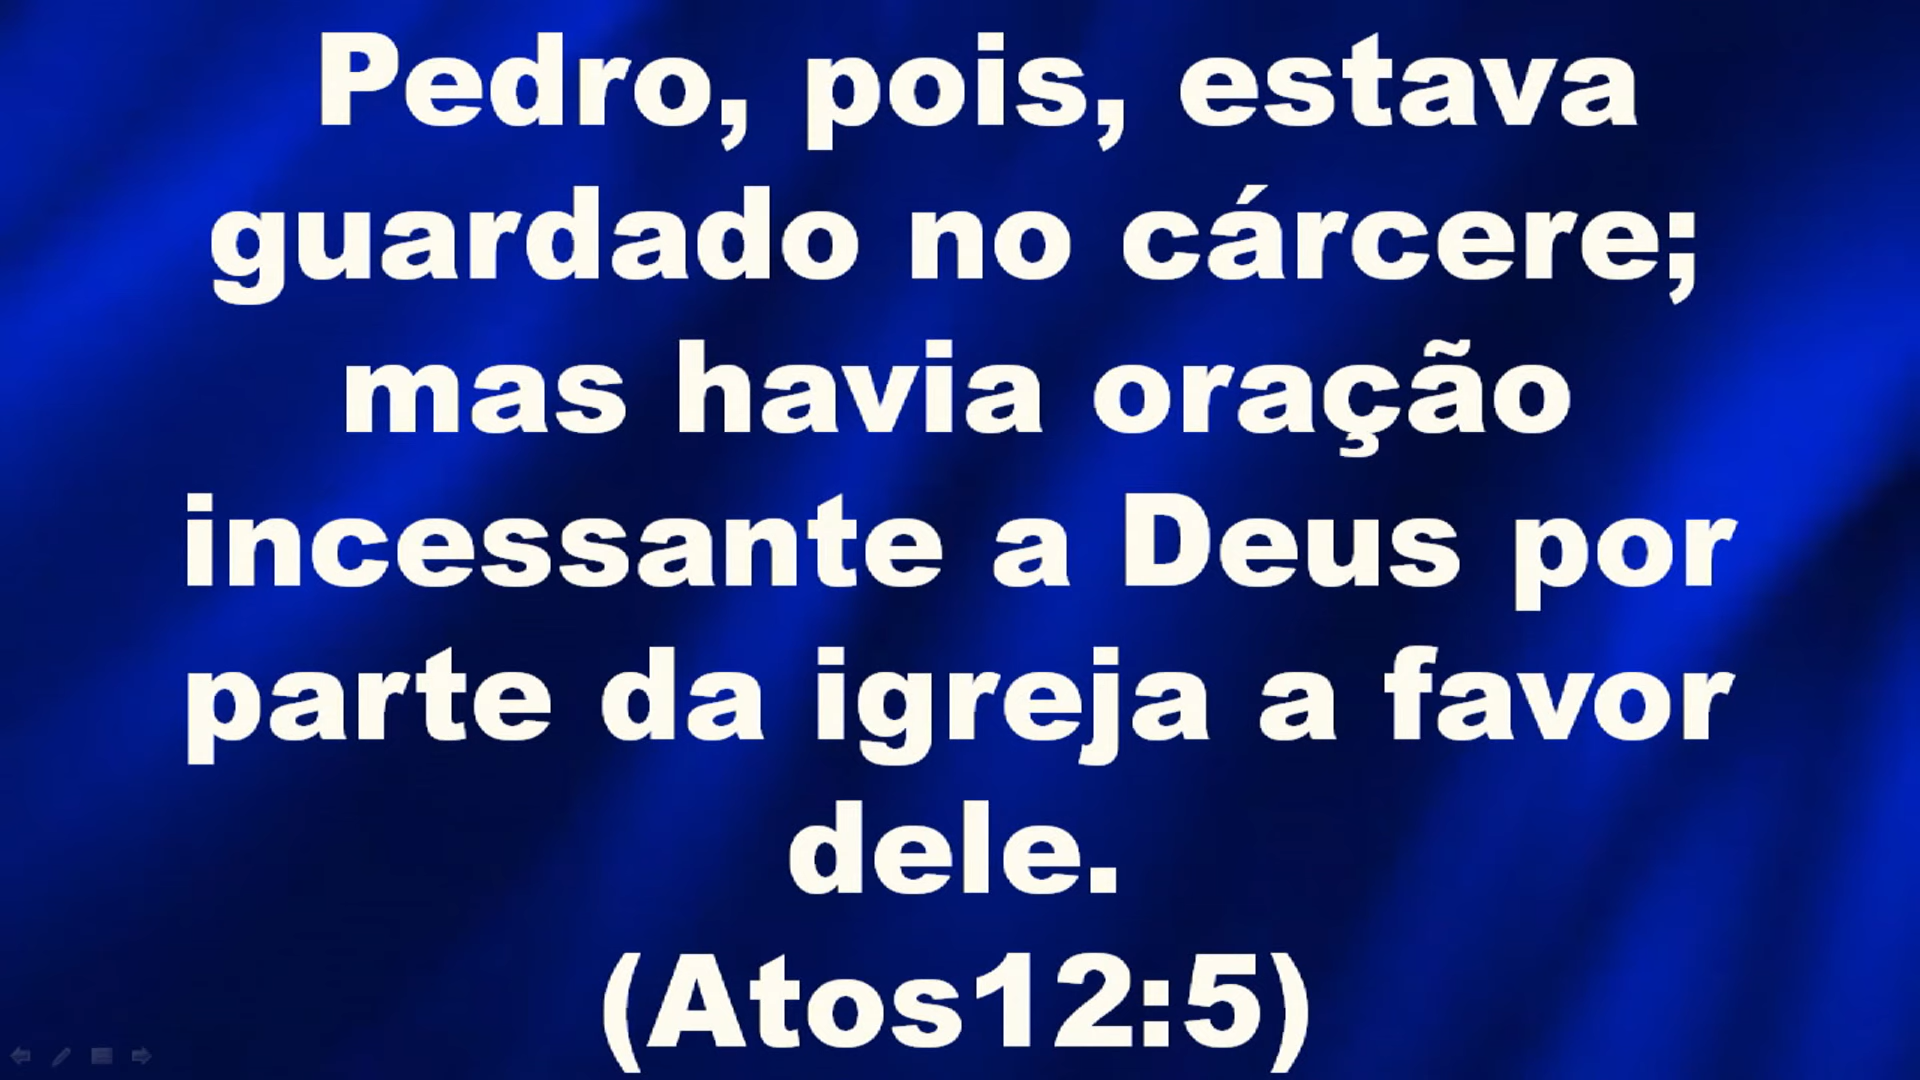 Pedro, pois, estava
guardado no cárcere;
mas havia oração
incessante a Deus por
parte da igreja a favor
dele.
(Atos12:5)